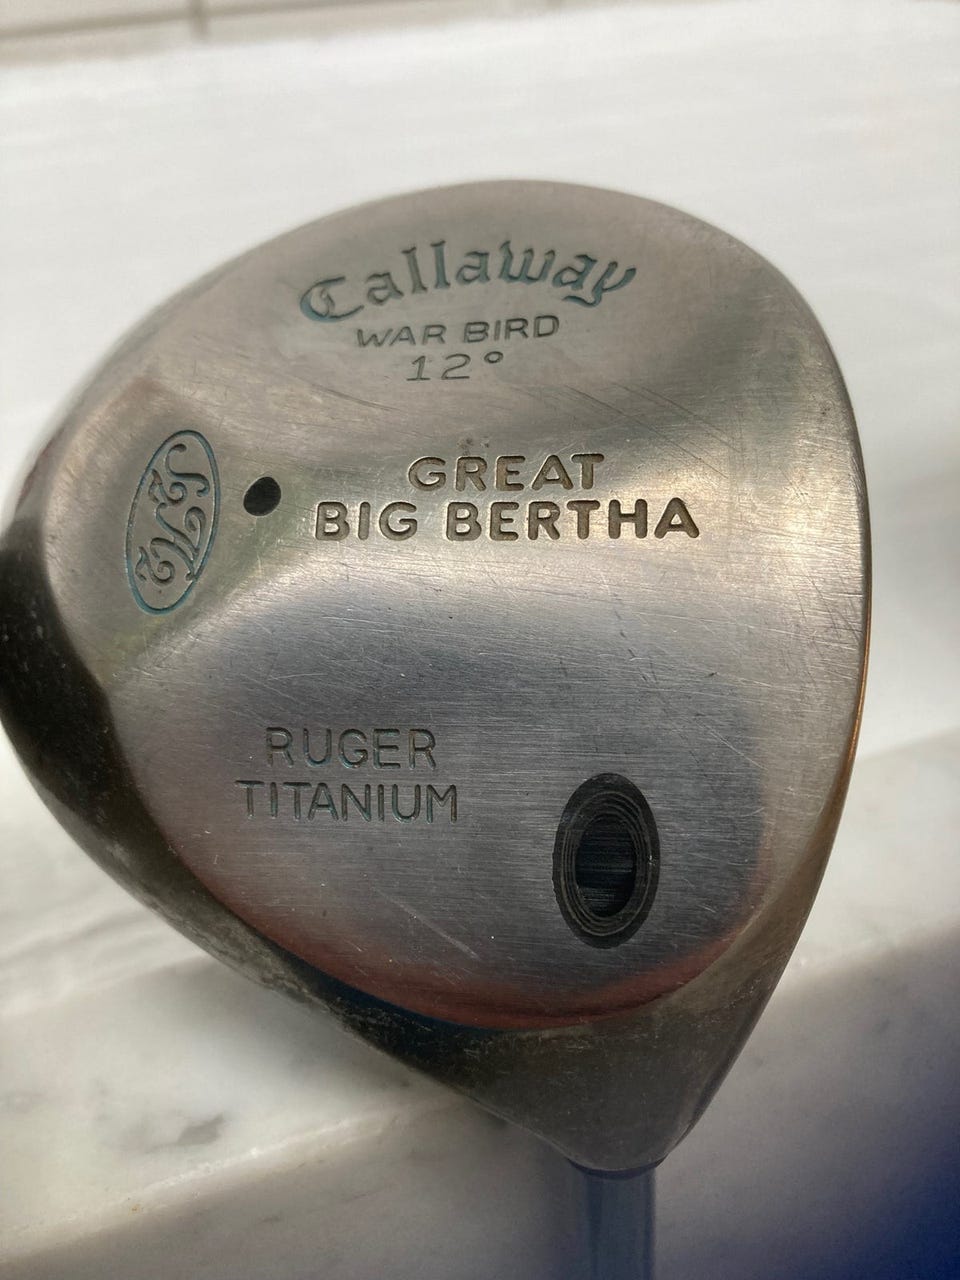 Callaway
WAR BIRD
12°
GREAT
BIG BERTHA
RUGER
TITANIUM